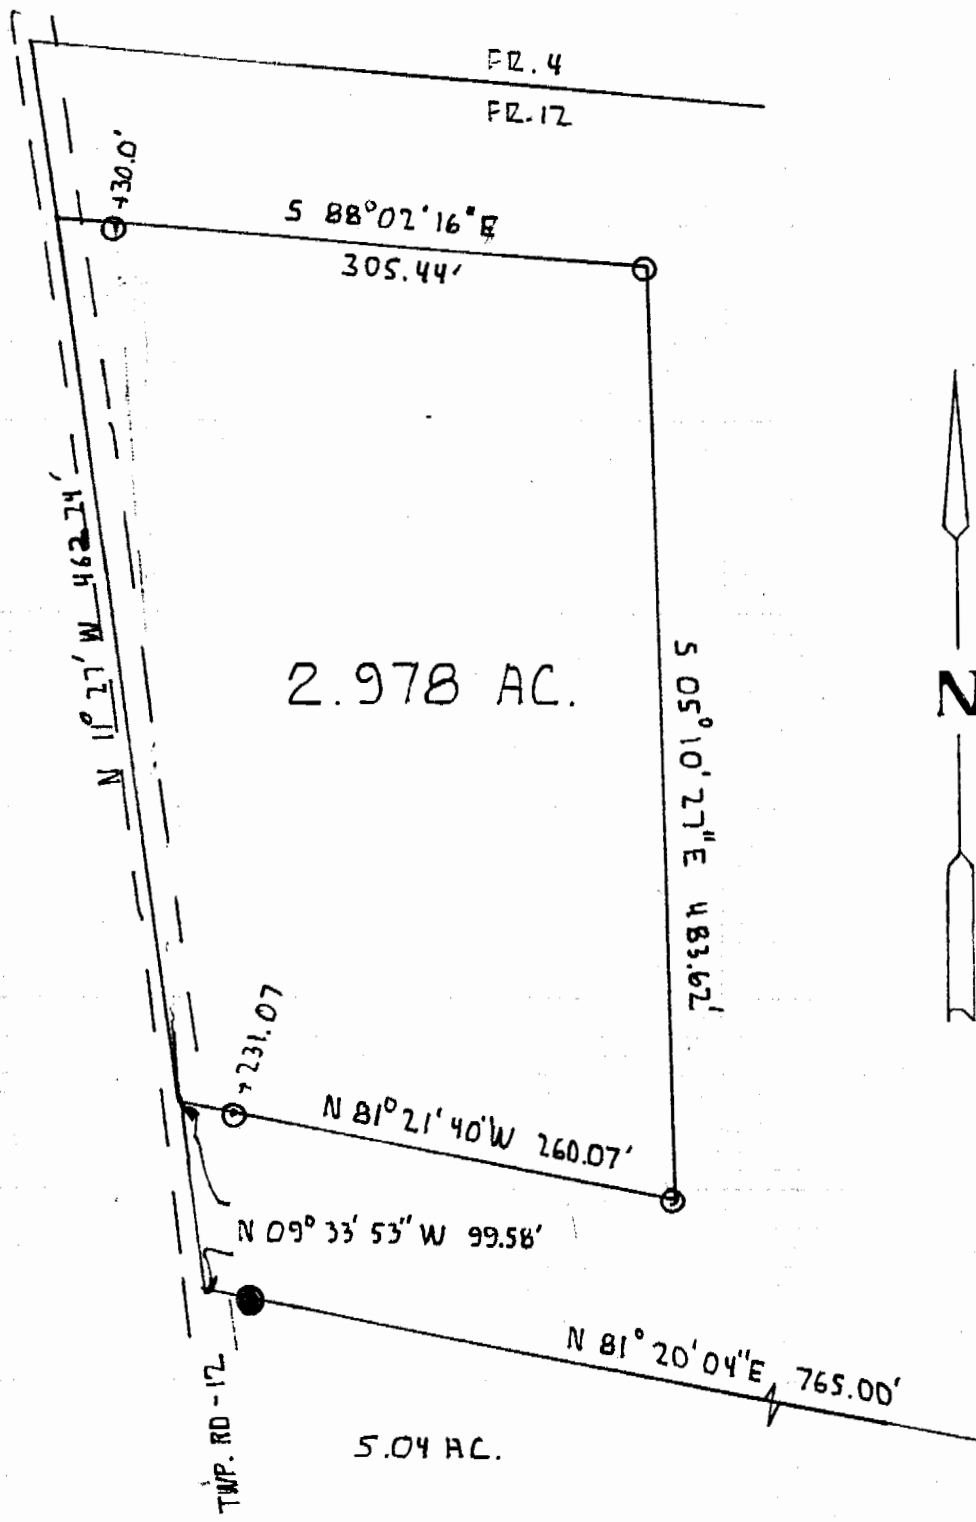 FR. 4
FR. 12
+30.0'
S 88°02'16"E
305.44'
N 11° 27' W 462.24'
2.978 AC.
S 05°10'27"E 483.62'
N
+231.07
N 81° 21' 40"W 260.07'
N 09° 33' 53" W 99.58'
N 81° 20' 04"E 765.00'
TWP. RD-12
5.04 AC.